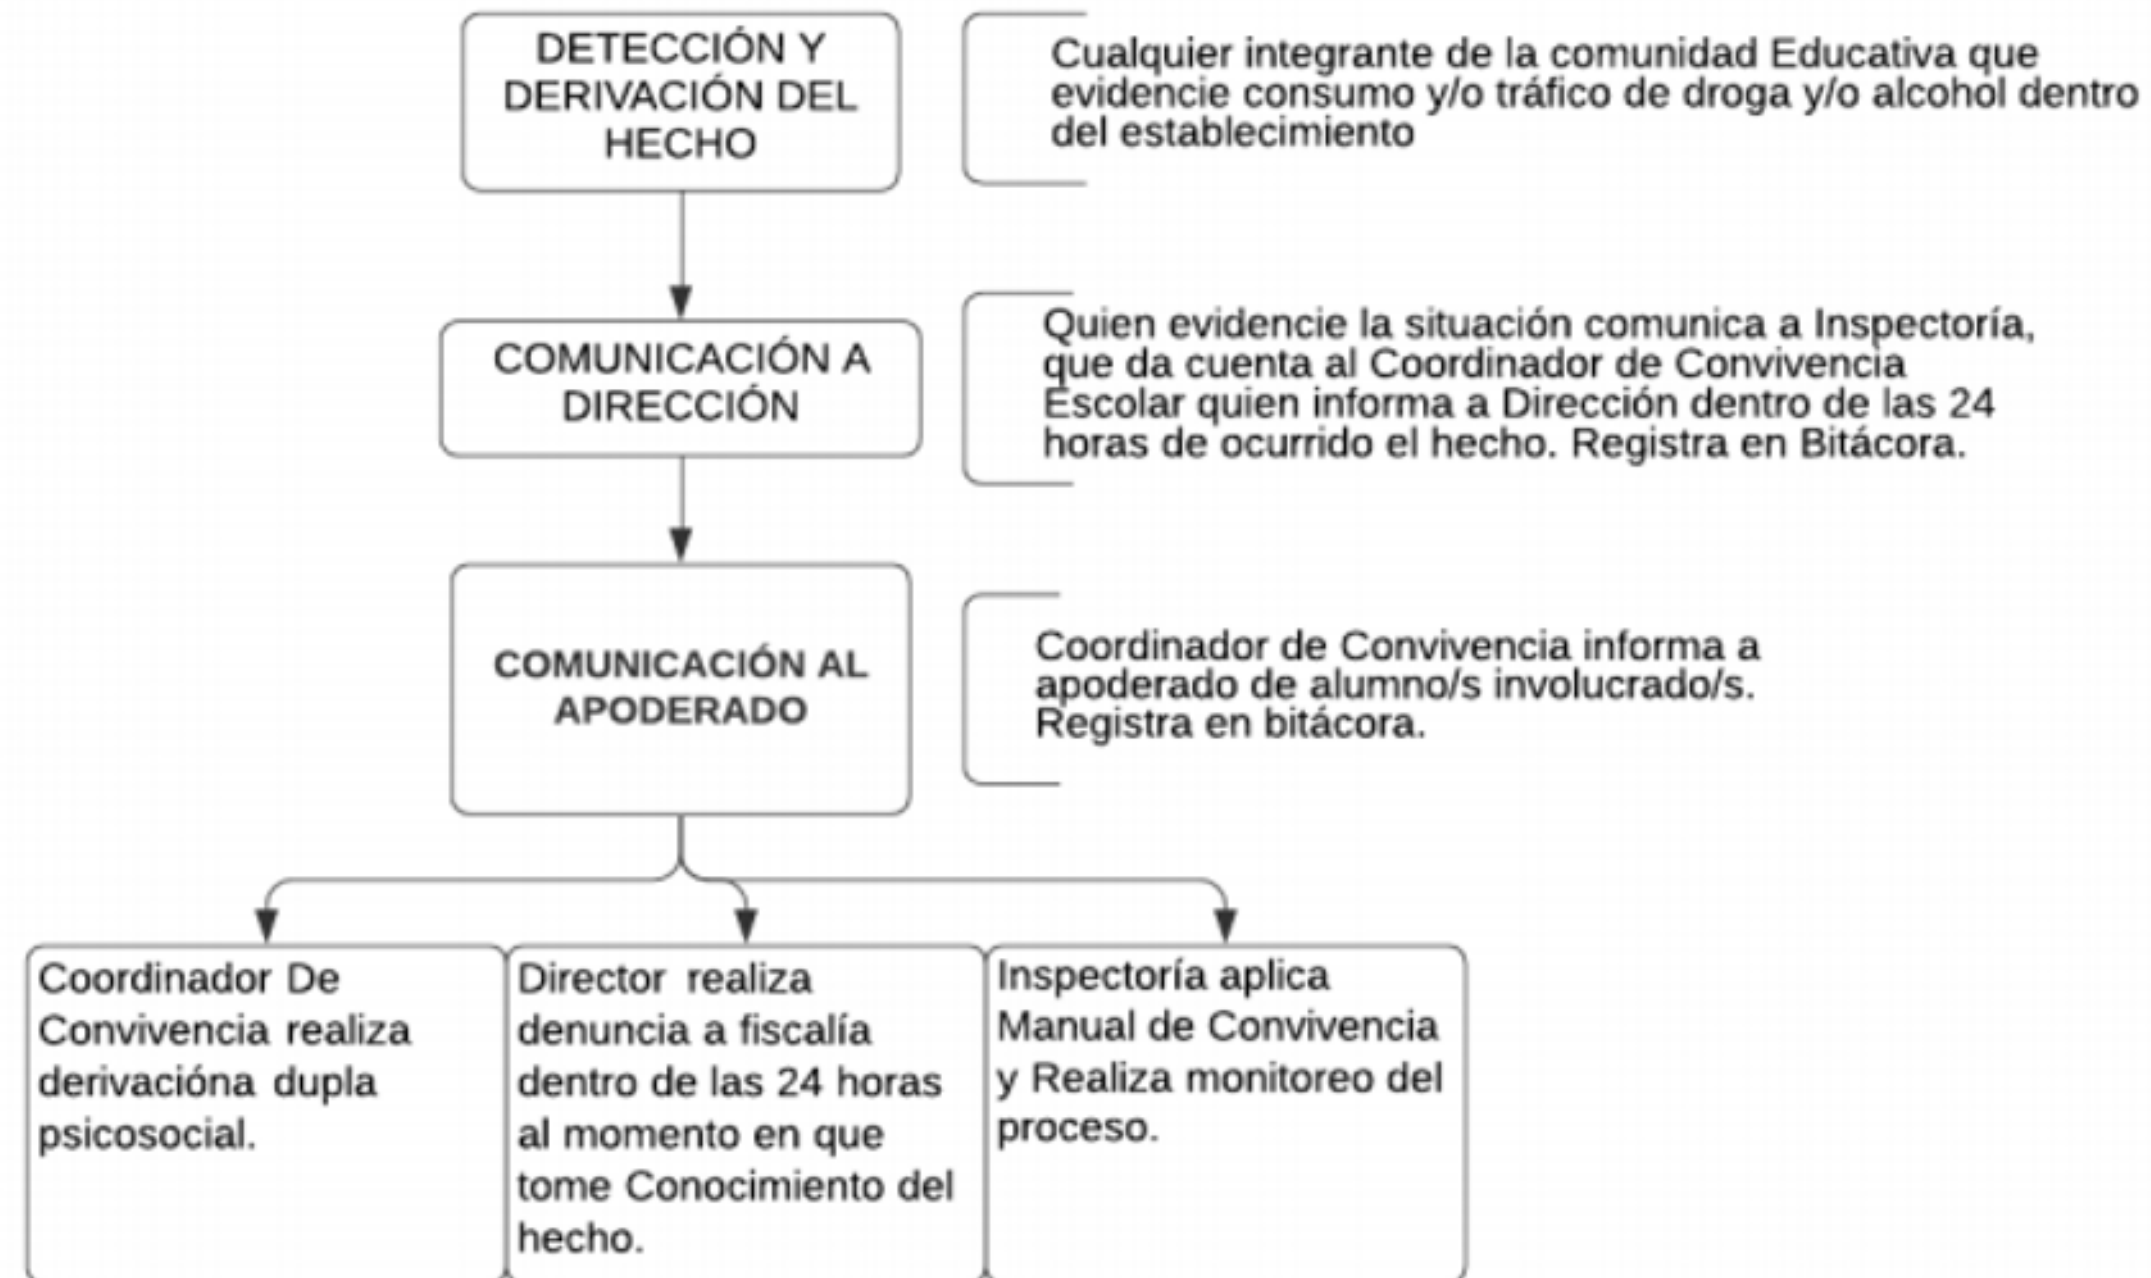 DETECCIÓN Y
DERIVACIÓN DEL
HECHO
Cualquier integrante de la comunidad Educativa que
evidencie consumo y/o tráfico de droga y/o alcohol dentro
del establecimiento
COMUNICACIÓN A
DIRECCIÓN
Quien evidencie la situación comunica a Inspectoría,
que da cuenta al Coordinador de Convivencia
Escolar quien informa a Dirección dentro de las 24
horas de ocurrido el hecho. Registra en Bitácora.
COMUNICACIÓN AL
APODERADO
Coordinador de Convivencia informa a
apoderado de alumno/s involucrado/s.
Registra en bitácora.
Coordinador De
Convivencia realiza
derivacióna dupla
psicosocial.
Director realiza
denuncia a fiscalía
dentro de las 24 horas
al momento en que
tome Conocimiento del
hecho.
Inspectoría aplica
Manual de Convivencia
y Realiza monitoreo del
proceso.